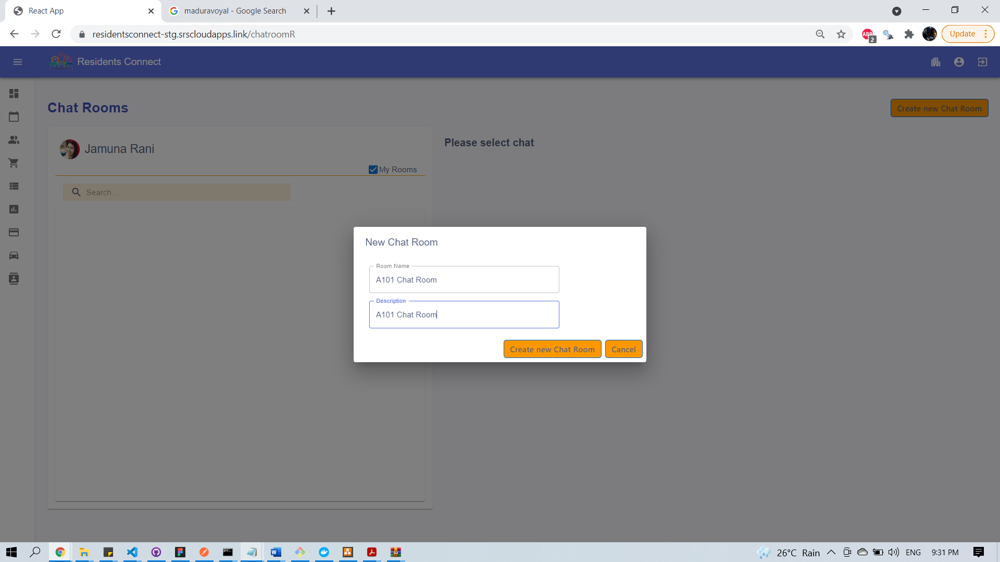 React App
maduravoyal - Google Search
residentsconnect-stg.srscloudapps.link/chatroomR
ABP
2
Update
Residents Connect
Chat Rooms
Create new Chat Room
Jamuna Rani
Please select chat
My Rooms
Search...
New Chat Room
Room Name
A101 Chat Room
Description
A101 Chat Room
Create new Chat Room
Cancel
26°C Rain
ENG
9:31 PM